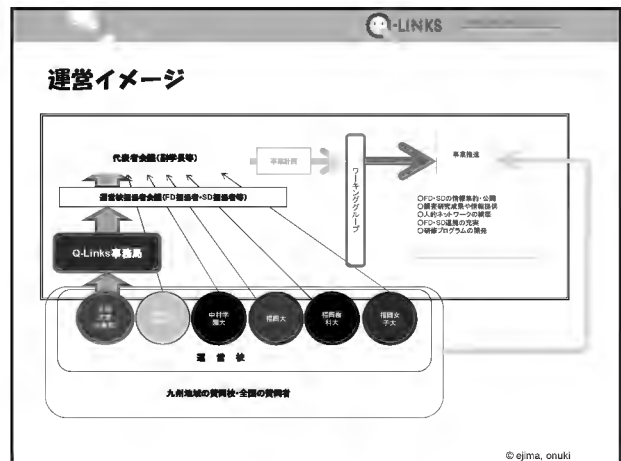 Q-LINKS
運営イメージ
代表者会議(副学長等)
事業計画
ワーキンググループ
事業推進
運営校担当者会議(FD担当者・SD担当者等)
○FD・SDの情報集約・公開
○調査研究成果や情報提供
○人的ネットワークの構築
○FD・SD連携の充実
○研修プログラムの開発
Q-Links事務局
中村学
園大
福岡大
福岡歯
科大
福岡女
子大
運 営 校
九州地域の賛同校・全国の賛同者
© ejima, onuki